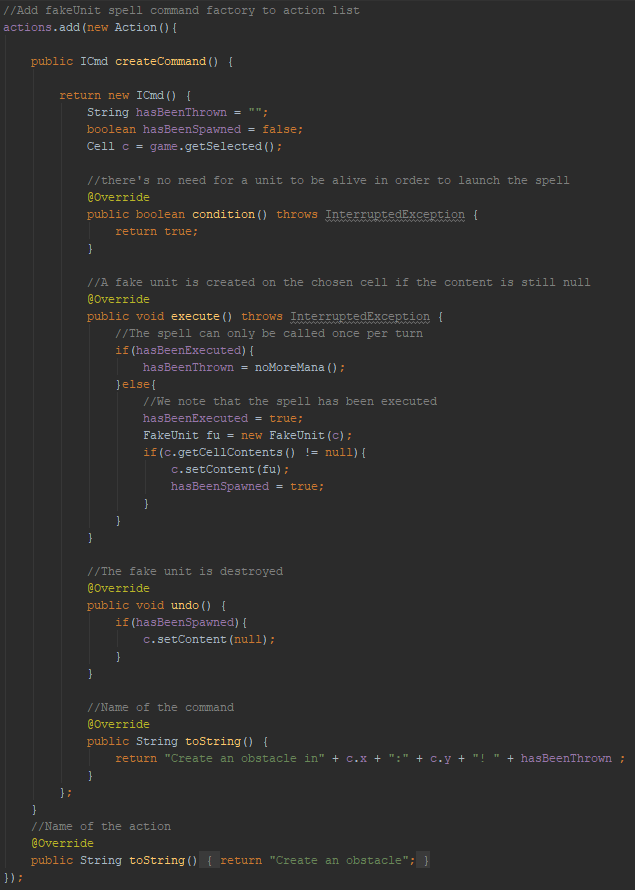 //Add fakeUnit spell command factory to action list
actions.add(new Action(){
public ICmd createCommand() {
return new ICmd() {
String hasBeenThrown = "";
boolean hasBeenSpawned = false;
Cell c = game.getSelected();
//there's no need for a unit to be alive in order to launch the spell
@Override
public boolean condition() throws InterruptedException {
return true;
}
//A fake unit is created on the chosen cell if the content is still null
@Override
public void execute() throws InterruptedException {
//The spell can only be called once per turn
if(hasBeenExecuted){
hasBeenThrown = noMoreMana();
}else{
//We note that the spell has been executed
hasBeenExecuted = true;
FakeUnit fu = new FakeUnit(c);
if(c.getCellContents() != null){
c.setContent(fu);
hasBeenSpawned = true;
}
}
}
//The fake unit is destroyed
@Override
public void undo() {
if(hasBeenSpawned){
c.setContent(null);
}
}
//Name of the command
@Override
public String toString() {
return "Create an obstacle in" + c.x + ":" + c.y + "! " + hasBeenThrown ;
}
};
}
//Name of the action
@Override
public String toString() { return "Create an obstacle"; }
});